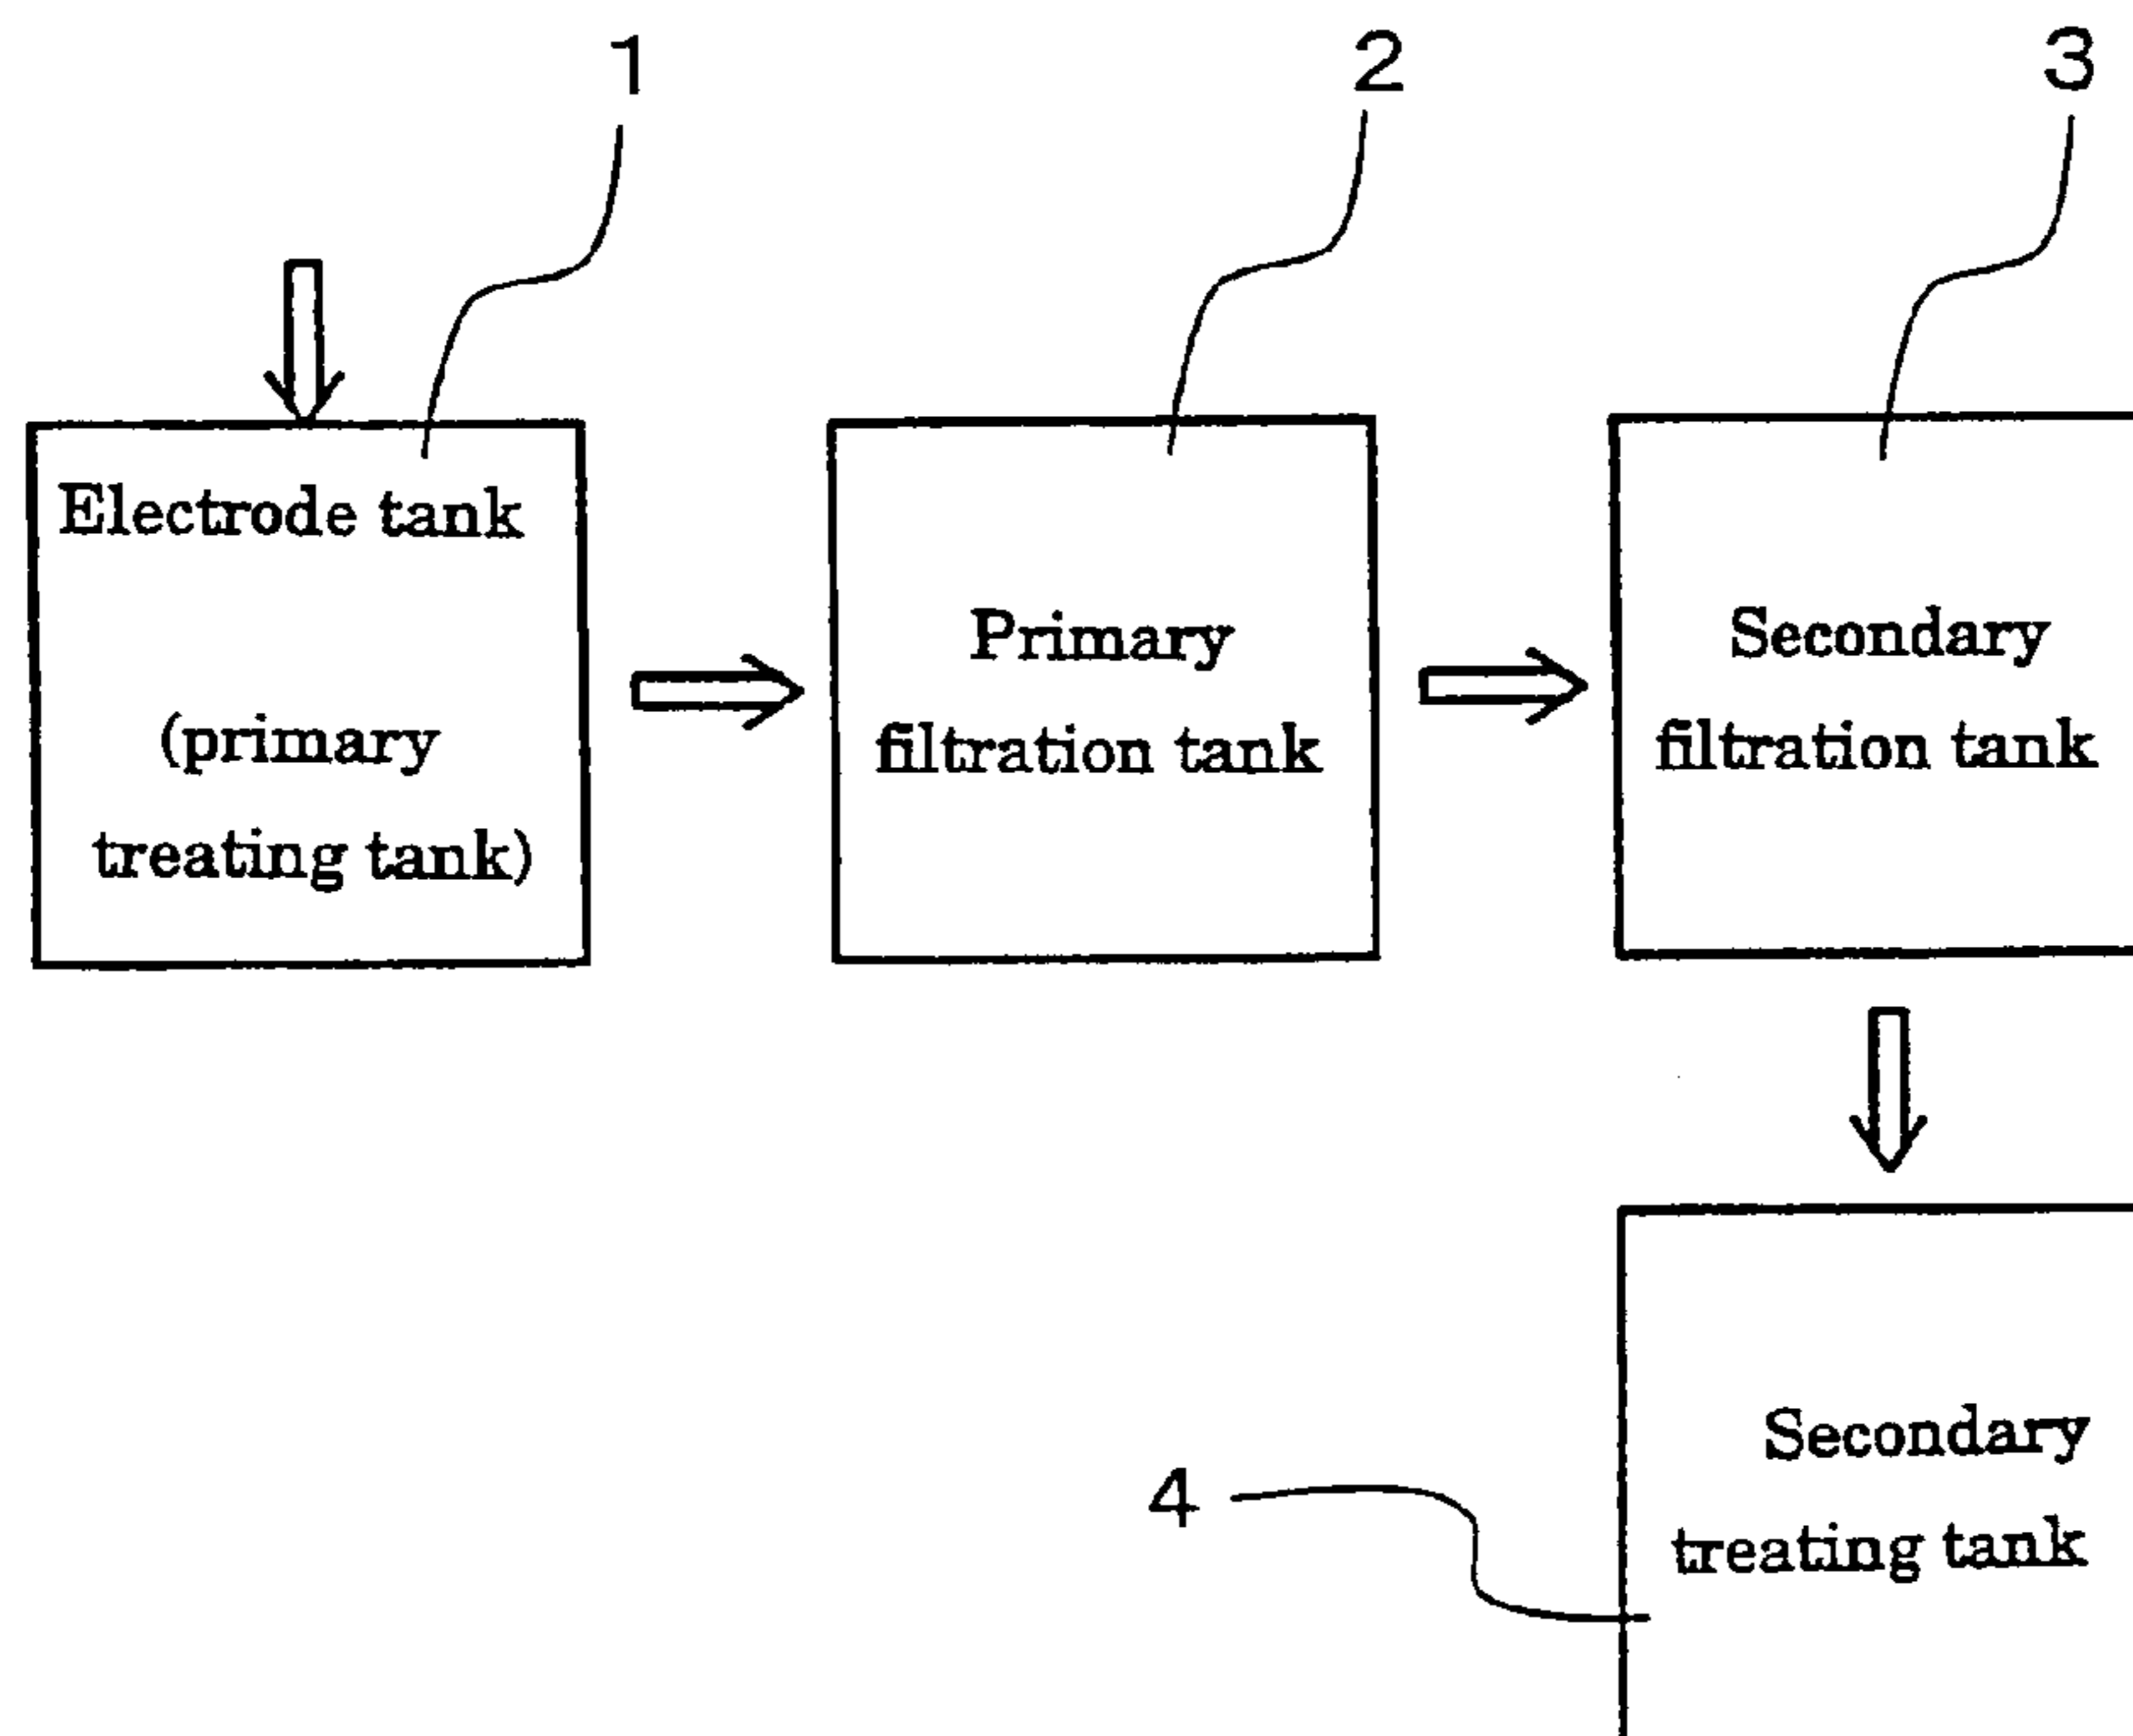 1
2
3
Electrode tank
(primary
treating tank)
Primary
filtration tank
Secondary
filtration tank
4
Secondary
treating tank